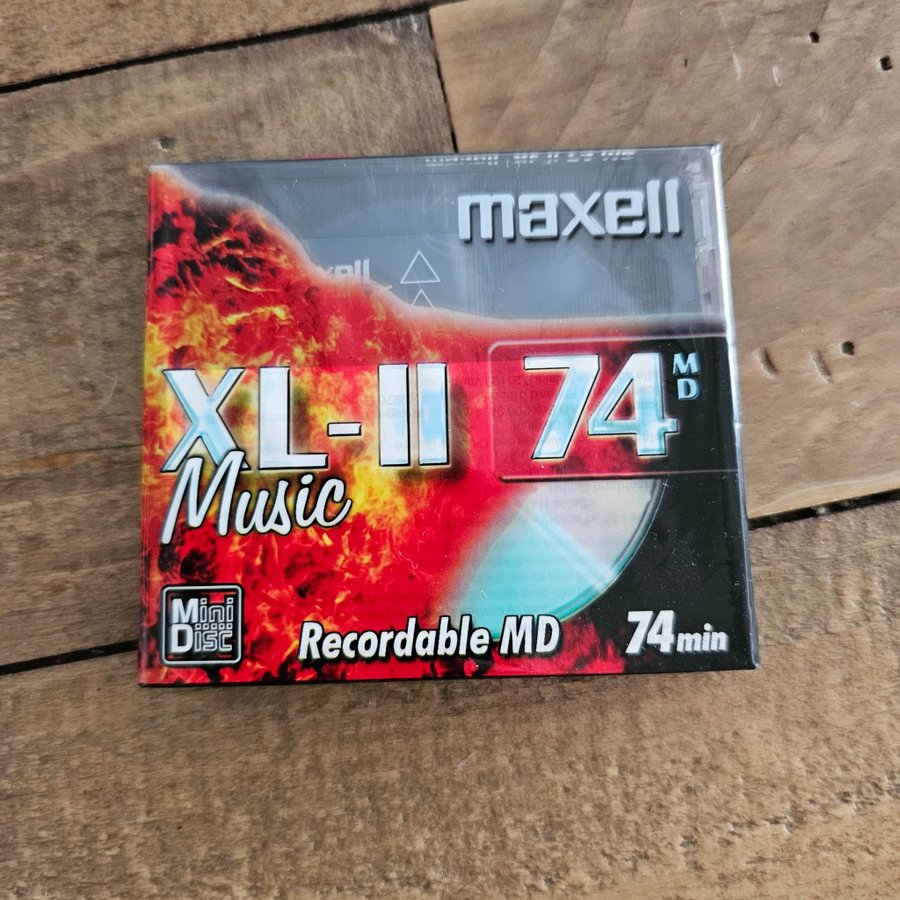 maxell
XL-II 74 MD
Music
Mini Disc
Recordable MD
74min